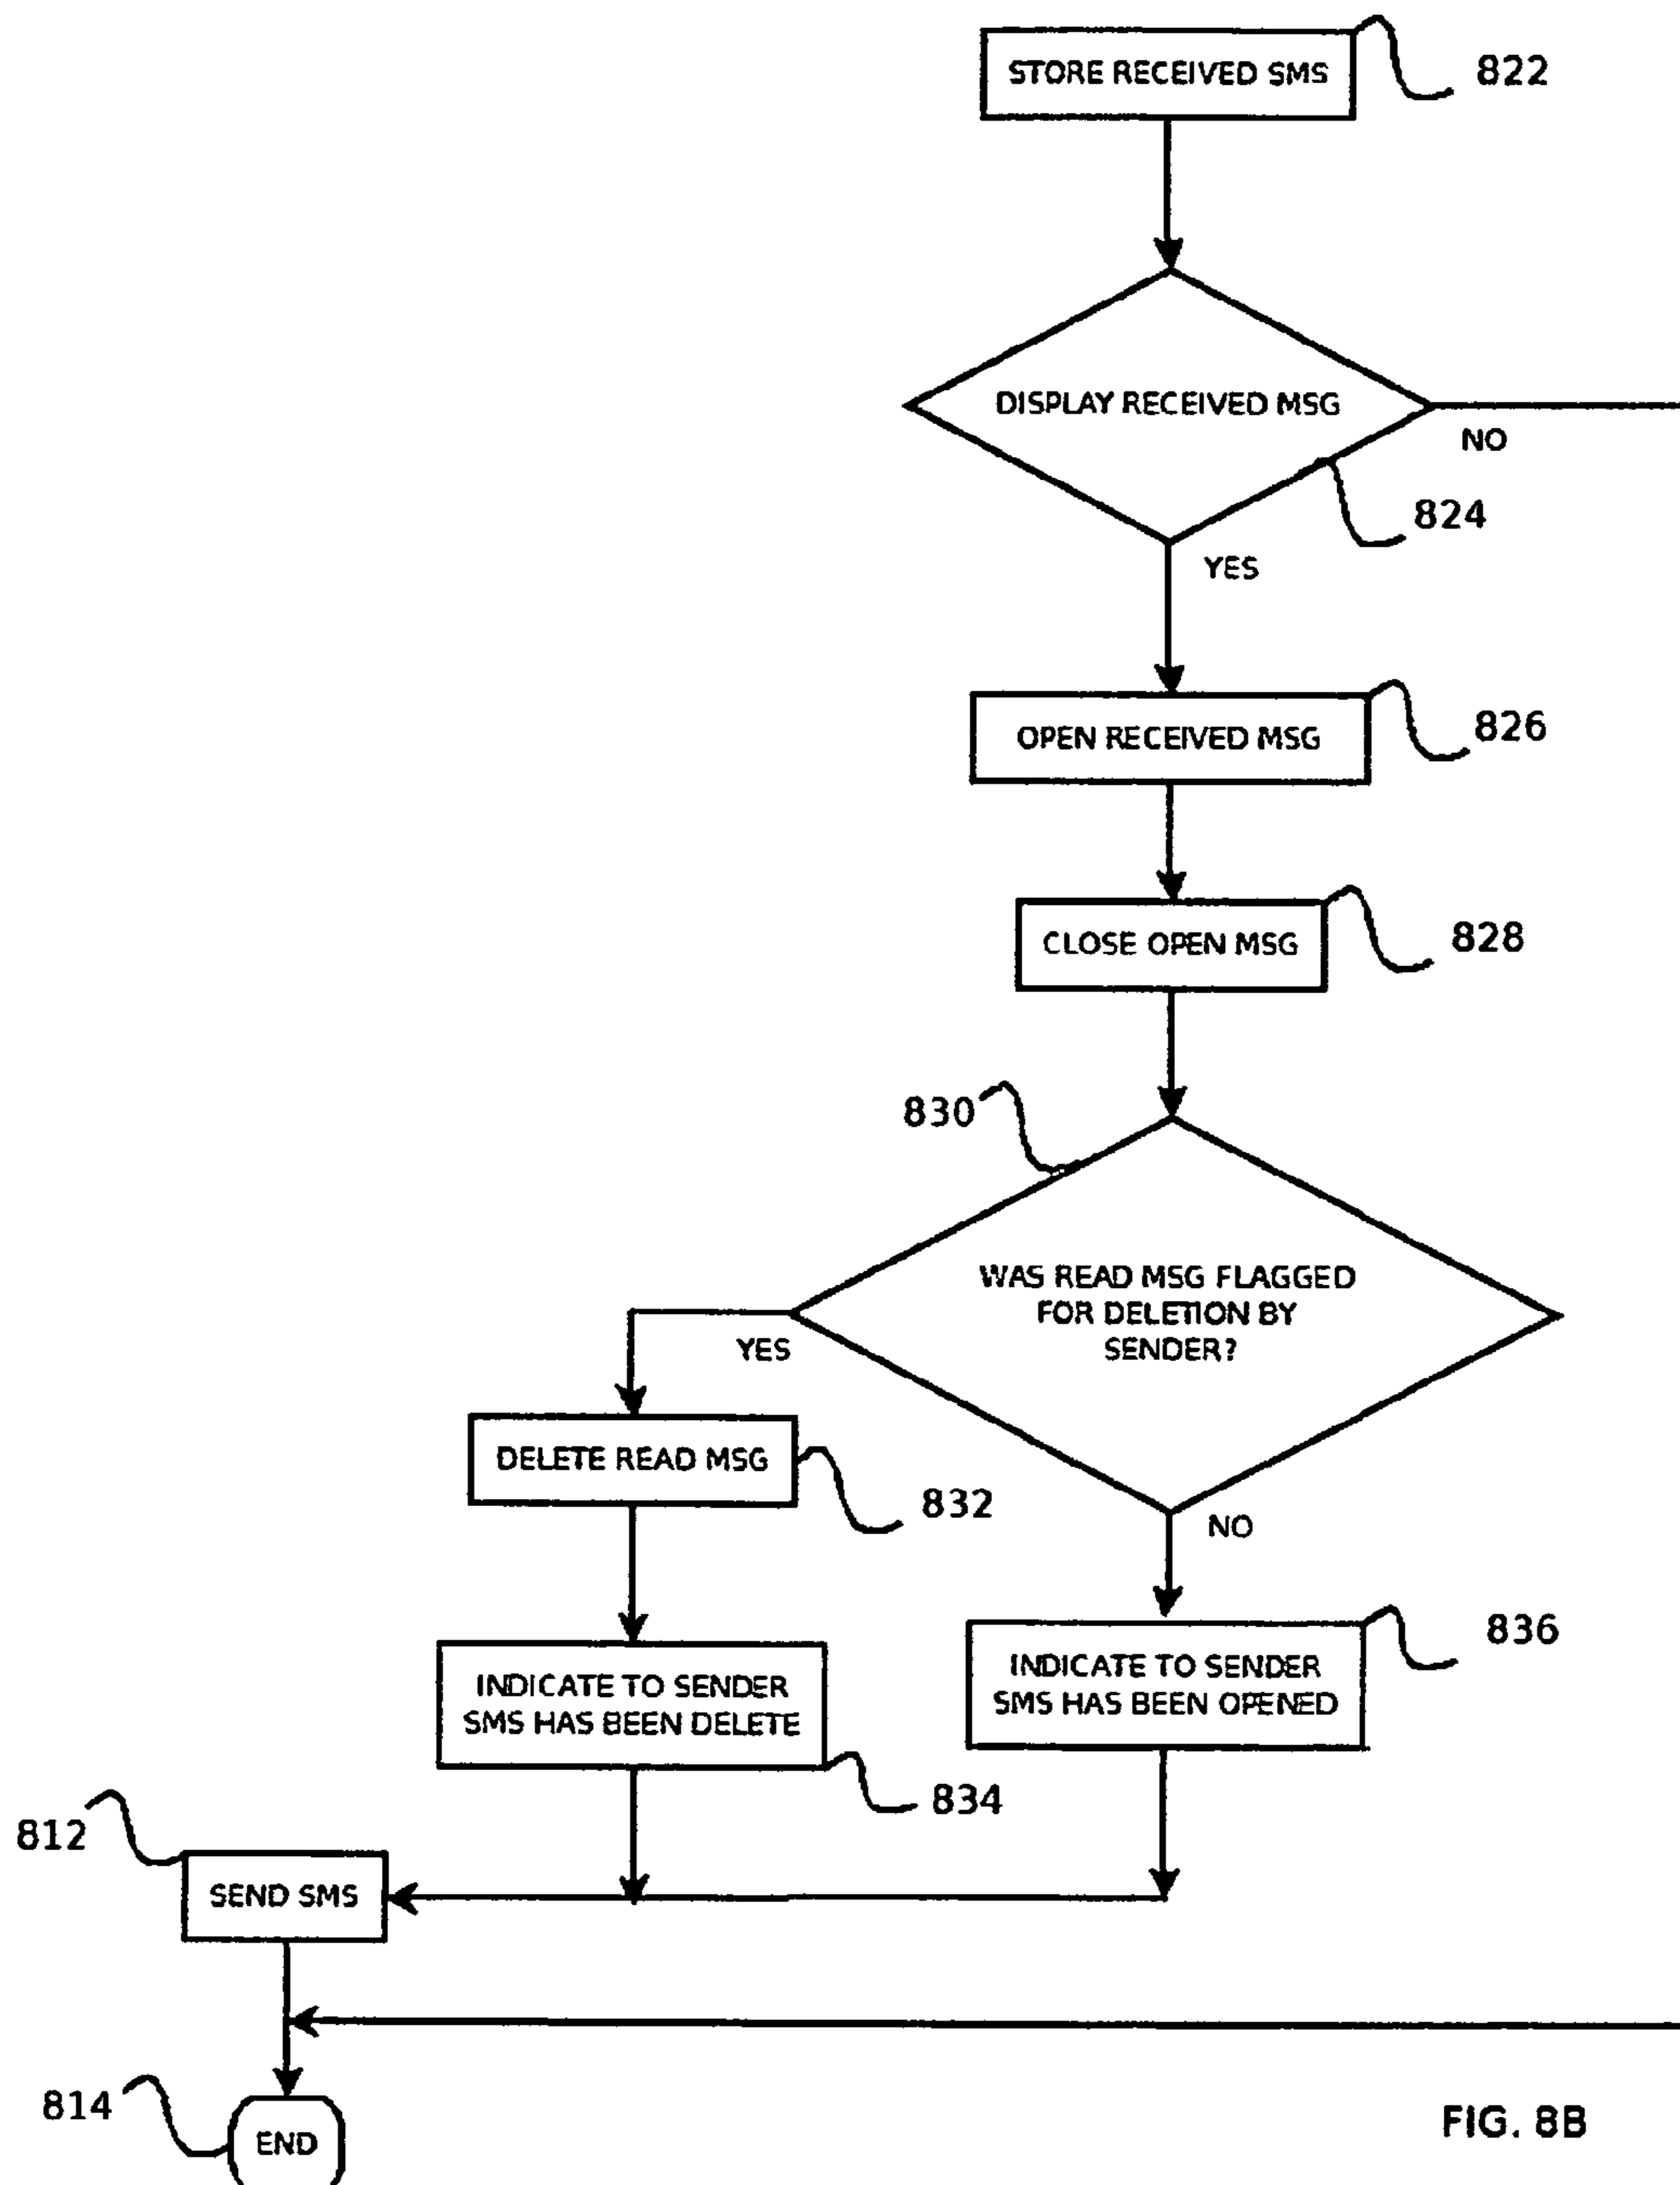 STORE RECEIVED SMS
822
DISPLAY RECEIVED MSG
NO
824
YES
OPEN RECEIVED MSG
826
CLOSE OPEN MSG
828
830
WAS READ MSG FLAGGED
FOR DELETION BY
SENDER?
YES
DELETE READ MSG
832
NO
INDICATE TO SENDER
SMS HAS BEEN DELETE
834
INDICATE TO SENDER
SMS HAS BEEN OPENED
836
812
SEND SMS
814
END
FIG. 8B